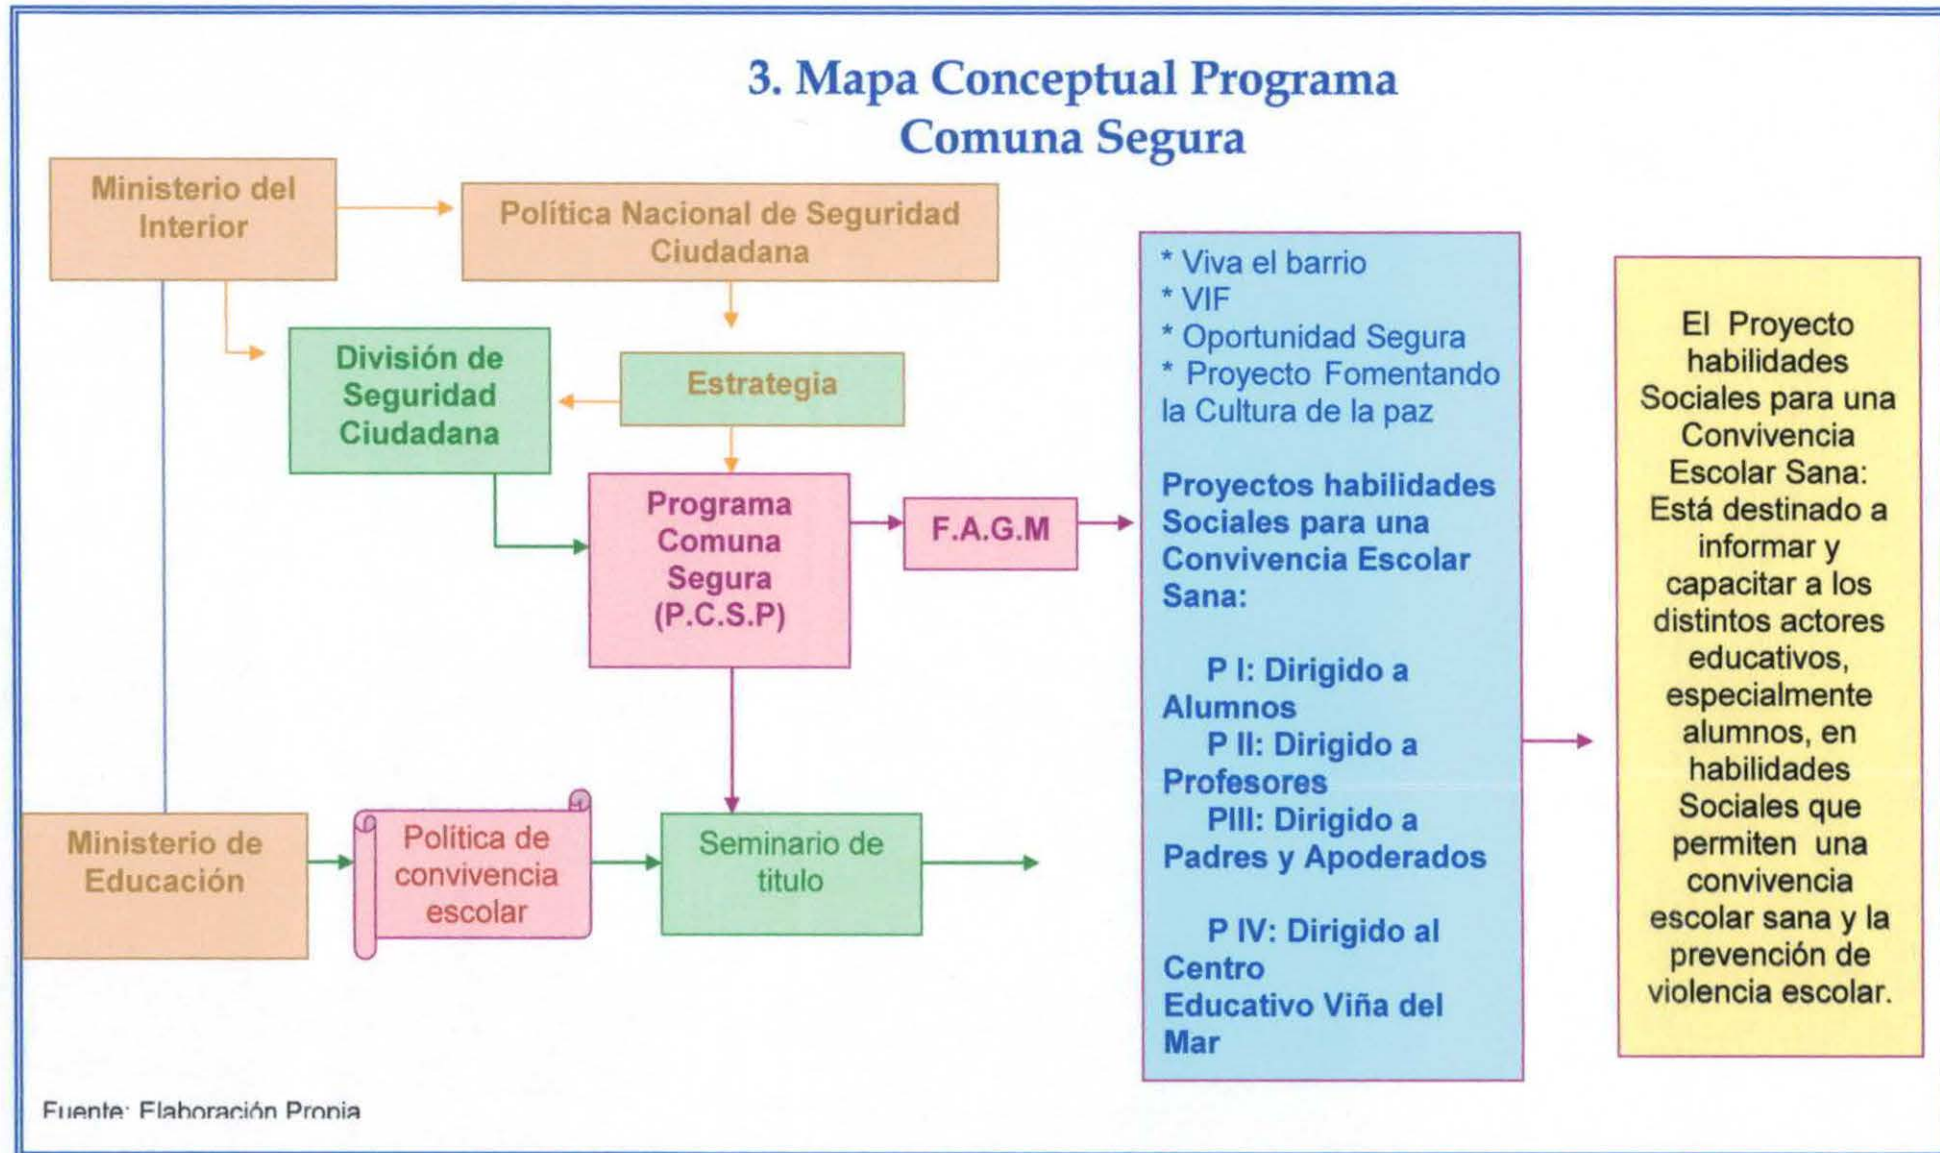 3. Mapa Conceptual Programa
Comuna Segura
Ministerio del
Interior
Política Nacional de Seguridad
Ciudadana
División de
Seguridad
Ciudadana
Estrategia
Programa
Comuna
Segura
(P.C.S.P)
F.A.G.M
* Viva el barrio
* VIF
* Oportunidad Segura
* Proyecto Fomentando
la Cultura de la paz
Proyectos habilidades
Sociales para una
Convivencia Escolar
Sana:
P I: Dirigido a
Alumnos
P II: Dirigido a
Profesores
PIII: Dirigido a
Padres y Apoderados
P IV: Dirigido al
Centro
Educativo Viña del
Mar
El Proyecto
habilidades
Sociales para una
Convivencia
Escolar Sana:
Está destinado a
informar y
capacitar a los
distintos actores
educativos,
especialmente
alumnos, en
habilidades
Sociales que
permiten una
convivencia
escolar sana y la
prevención de
violencia escolar.
Ministerio de
Educación
Política de
convivencia
escolar
Seminario de
titulo
Fuente: Elaboración Propia